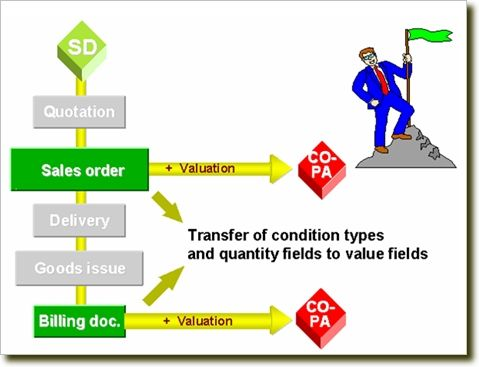 SD
Quotation
Sales order
+ Valuation
CO-
PA
Delivery
Transfer of condition types
and quantity fields to value fields
Goods issue
Billing doc.
+ Valuation
CO-
PA